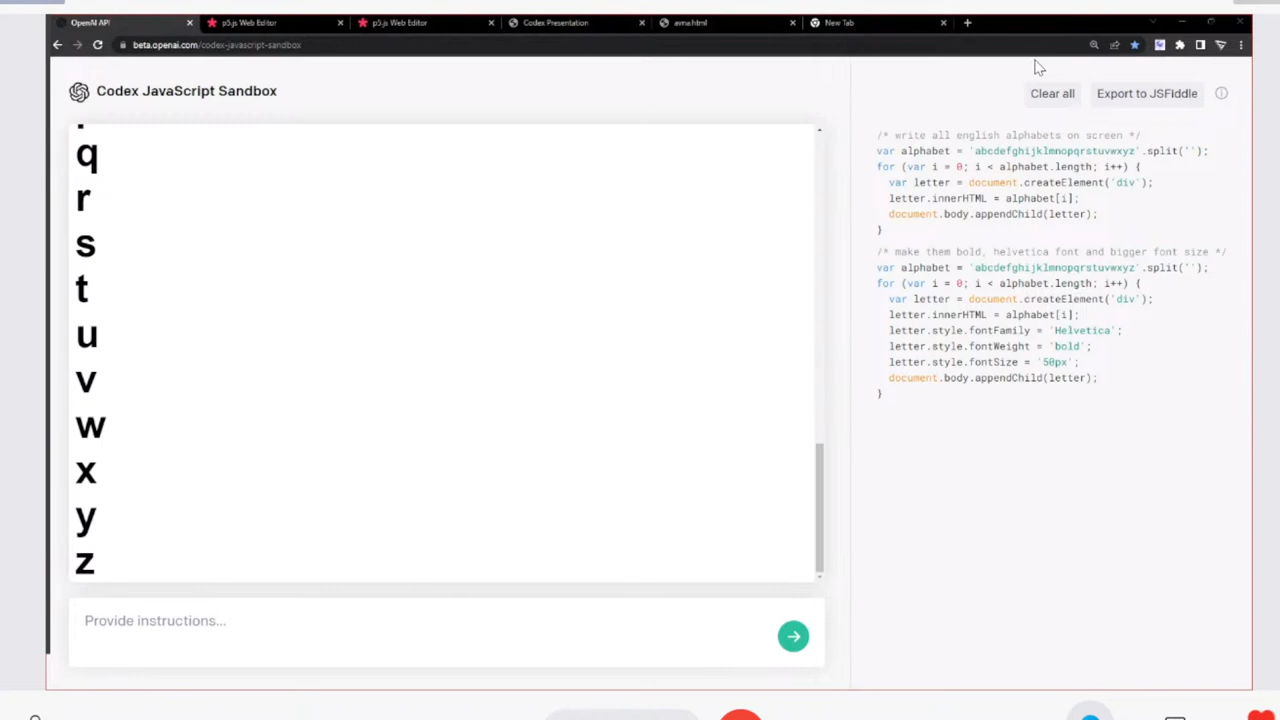 OpenAI API
p5.js Web Editor
p5.js Web Editor
Codex Presentation
avma.html
New Tab
beta.openai.com/codex-javascript-sandbox
Codex JavaScript Sandbox
Clear all
Export to JSFiddle
q
r
s
t
u
v
w
x
y
z
Provide instructions...
/* write all english alphabets on screen */
var alphabet = 'abcdefghijklmnopqrstuvwxyz'.split('');
for (var i = 0; i < alphabet.length; i++) {
  var letter = document.createElement('div');
  letter.innerHTML = alphabet[i];
  document.body.appendChild(letter);
}
/* make them bold, helvetica font and bigger font size */
var alphabet = 'abcdefghijklmnopqrstuvwxyz'.split('');
for (var i = 0; i < alphabet.length; i++) {
  var letter = document.createElement('div');
  letter.innerHTML = alphabet[i];
  letter.style.fontFamily = 'Helvetica';
  letter.style.fontWeight = 'bold';
  letter.style.fontSize = '50px';
  document.body.appendChild(letter);
}